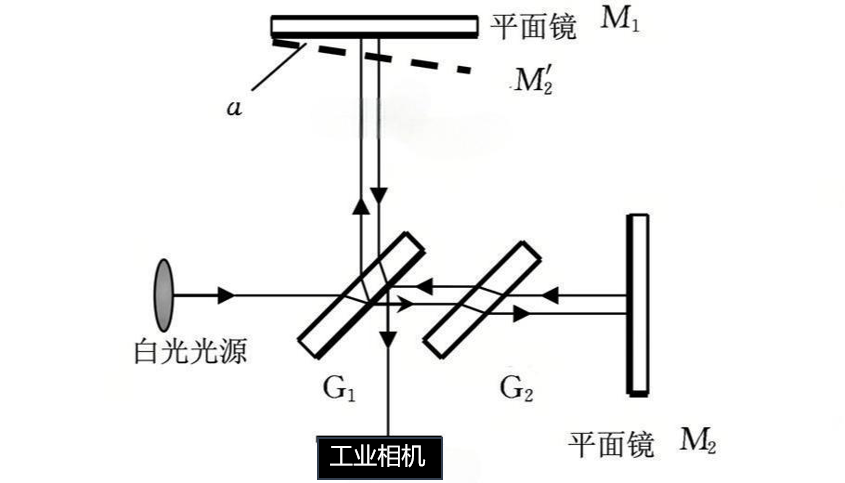 平面镜 M₁
M₂′
a
白光光源
G₁
G₂
平面镜 M₂
工业相机